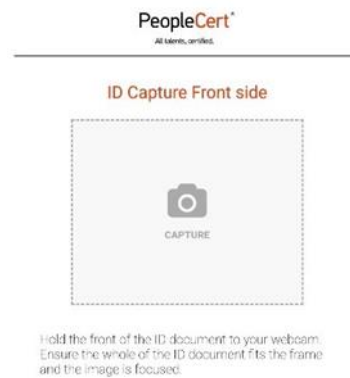 PeopleCert
All talents, certified.
ID Capture Front side
CAPTURE
Hold the front of the ID document to your webcam.
Ensure the whole of the ID document fits the frame
and the image is focused.